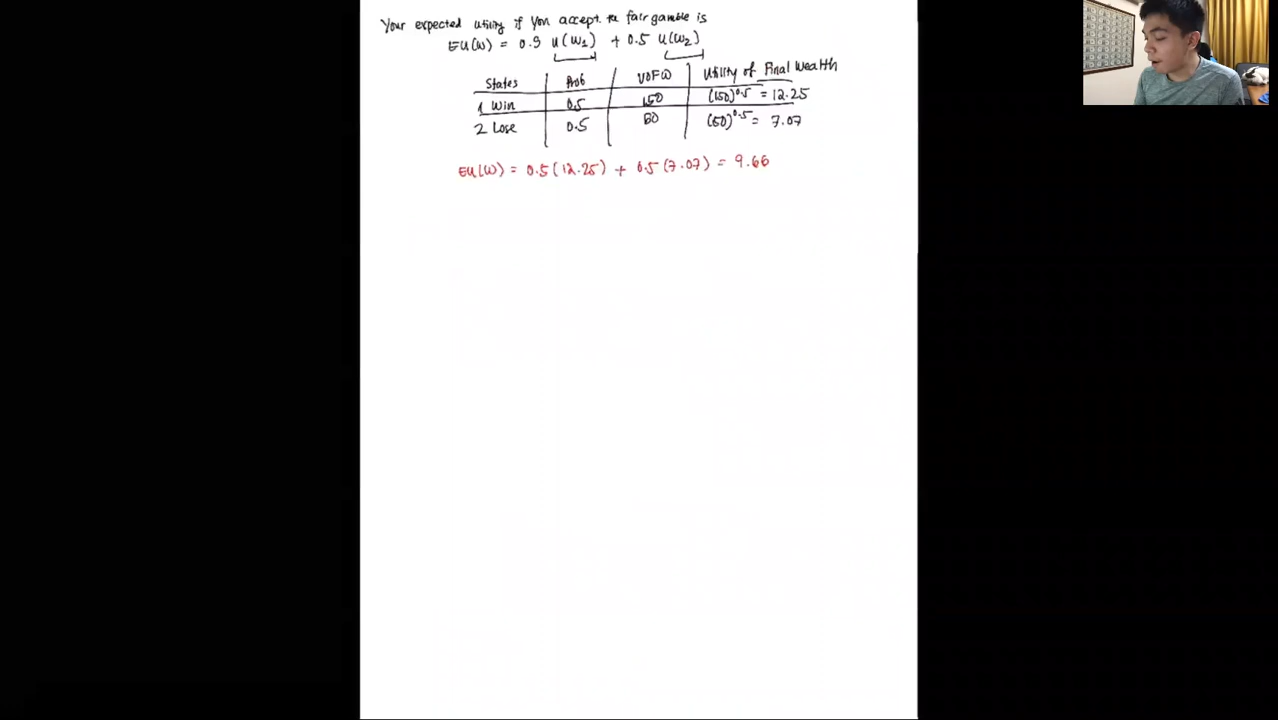 Your expected utility if you accept the fair gamble is
EU(W) = 0.5 u(W₁) + 0.5 u(W₂)
States | Prob | VOFW | Utility of Final Wealth
1 Win | 0.5 | 150 | (150)^0.5 = 12.25
2 Lose | 0.5 | 50 | (50)^0.5 = 7.07
EU(W) = 0.5(12.25) + 0.5(7.07) = 9.66